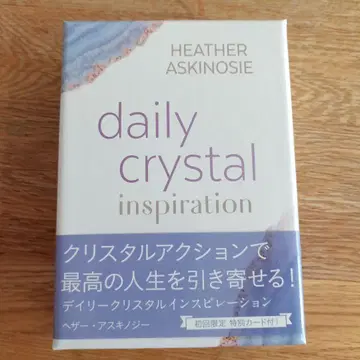 HEATHER
ASKINOSIE
daily
crystal
inspiration
クリスタルアクションで
最高の人生を引き寄せる!
デイリークリスタル インスピレーション
ヘザー・アスキノジー
初回限定 特別カード付!